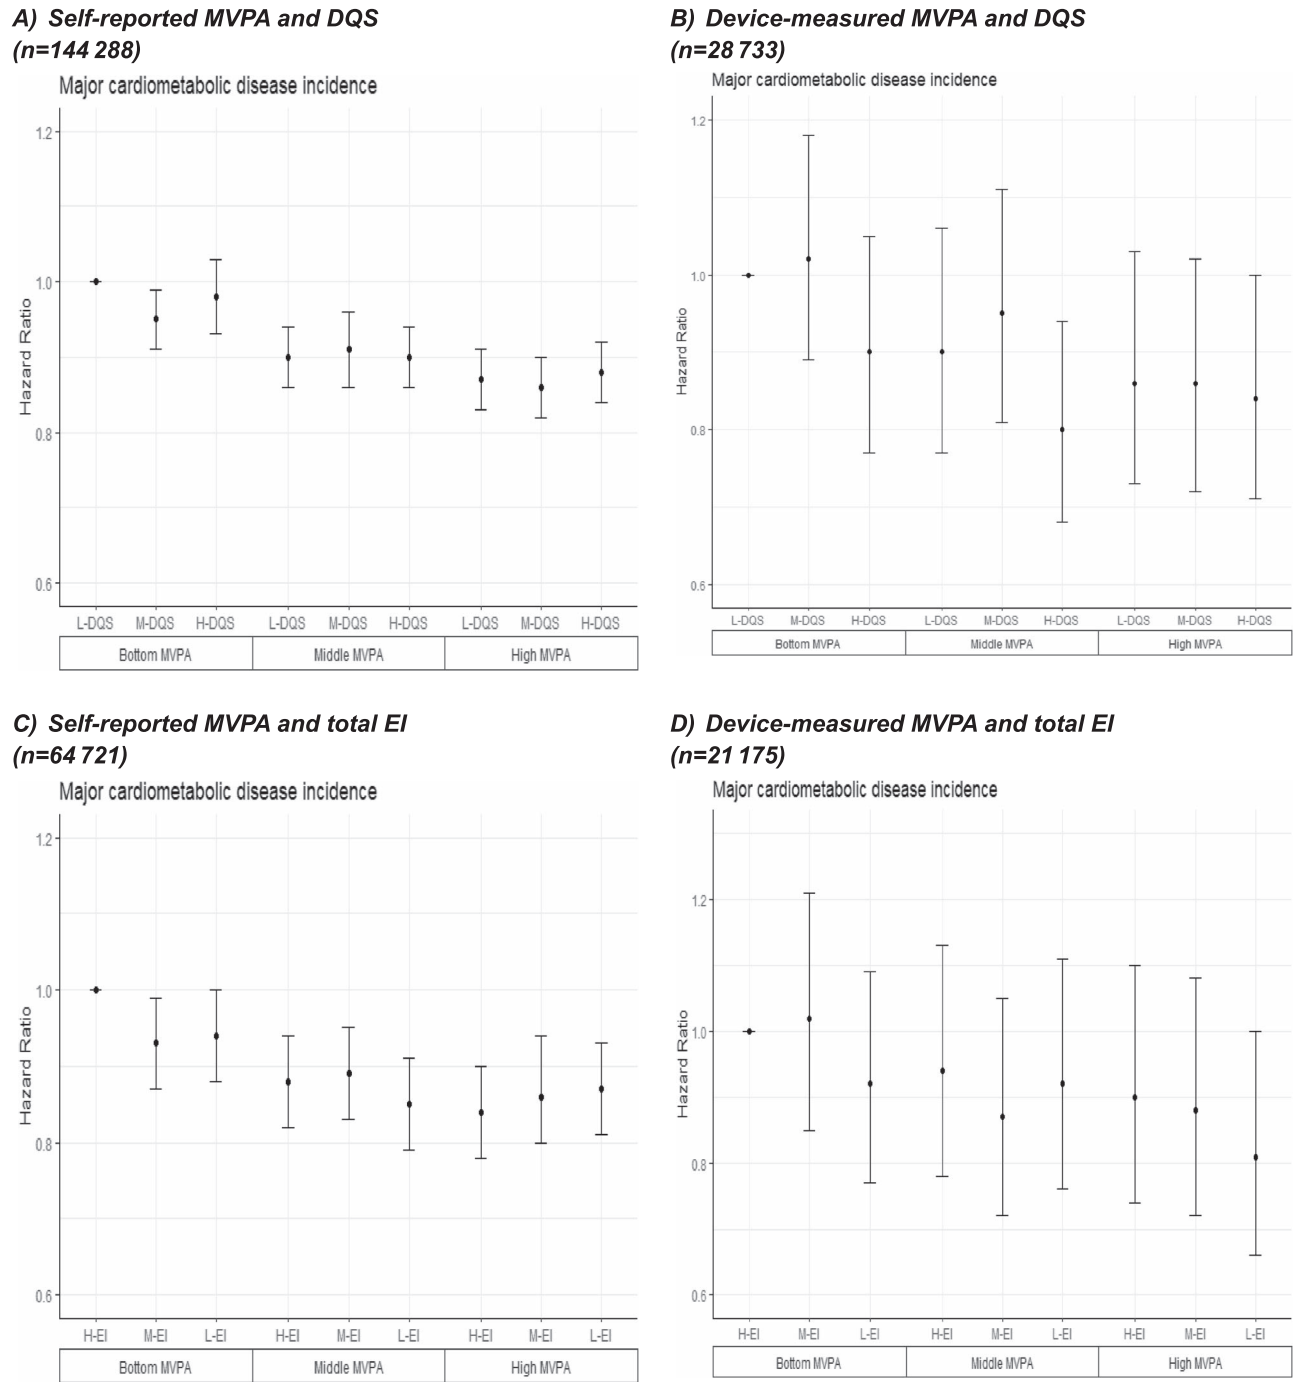 A) Self-reported MVPA and DQS
(n=144 288)
Major cardiometabolic disease incidence
Hazard Ratio
1.2
1.0
0.8
0.6
L-DQS M-DQS H-DQS L-DQS M-DQS H-DQS L-DQS M-DQS H-DQS
Bottom MVPA Middle MVPA High MVPA
B) Device-measured MVPA and DQS
(n=28 733)
Major cardiometabolic disease incidence
Hazard Ratio
1.2
1.0
0.8
0.6
L-DQS M-DQS H-DQS L-DQS M-DQS H-DQS L-DQS M-DQS H-DQS
Bottom MVPA Middle MVPA High MVPA
C) Self-reported MVPA and total EI
(n=64 721)
Major cardiometabolic disease incidence
Hazard Ratio
1.2
1.0
0.8
0.6
H-EI M-EI L-EI H-EI M-EI L-EI H-EI M-EI L-EI
Bottom MVPA Middle MVPA High MVPA
D) Device-measured MVPA and total EI
(n=21 175)
Major cardiometabolic disease incidence
Hazard Ratio
1.2
1.0
0.8
0.6
H-EI M-EI L-EI H-EI M-EI L-EI H-EI M-EI L-EI
Bottom MVPA Middle MVPA High MVPA